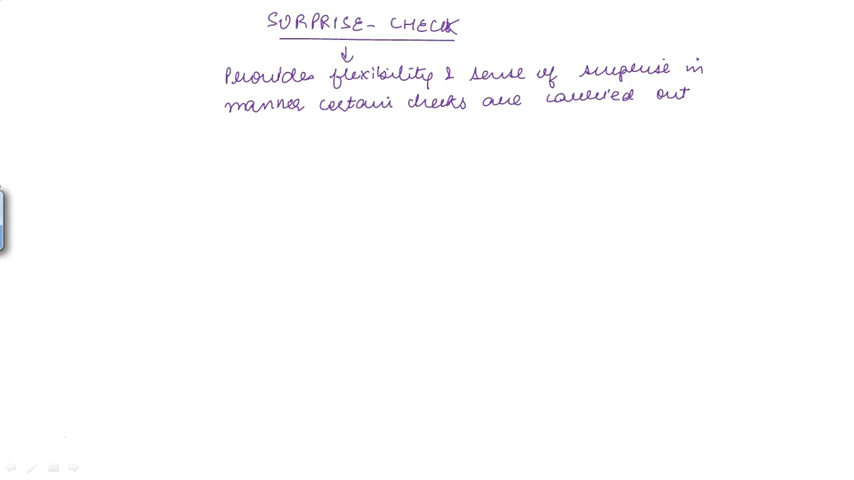 SURPRISE - CHECK
Provides flexibility & sense of surprise in
manner certain checks are carried out